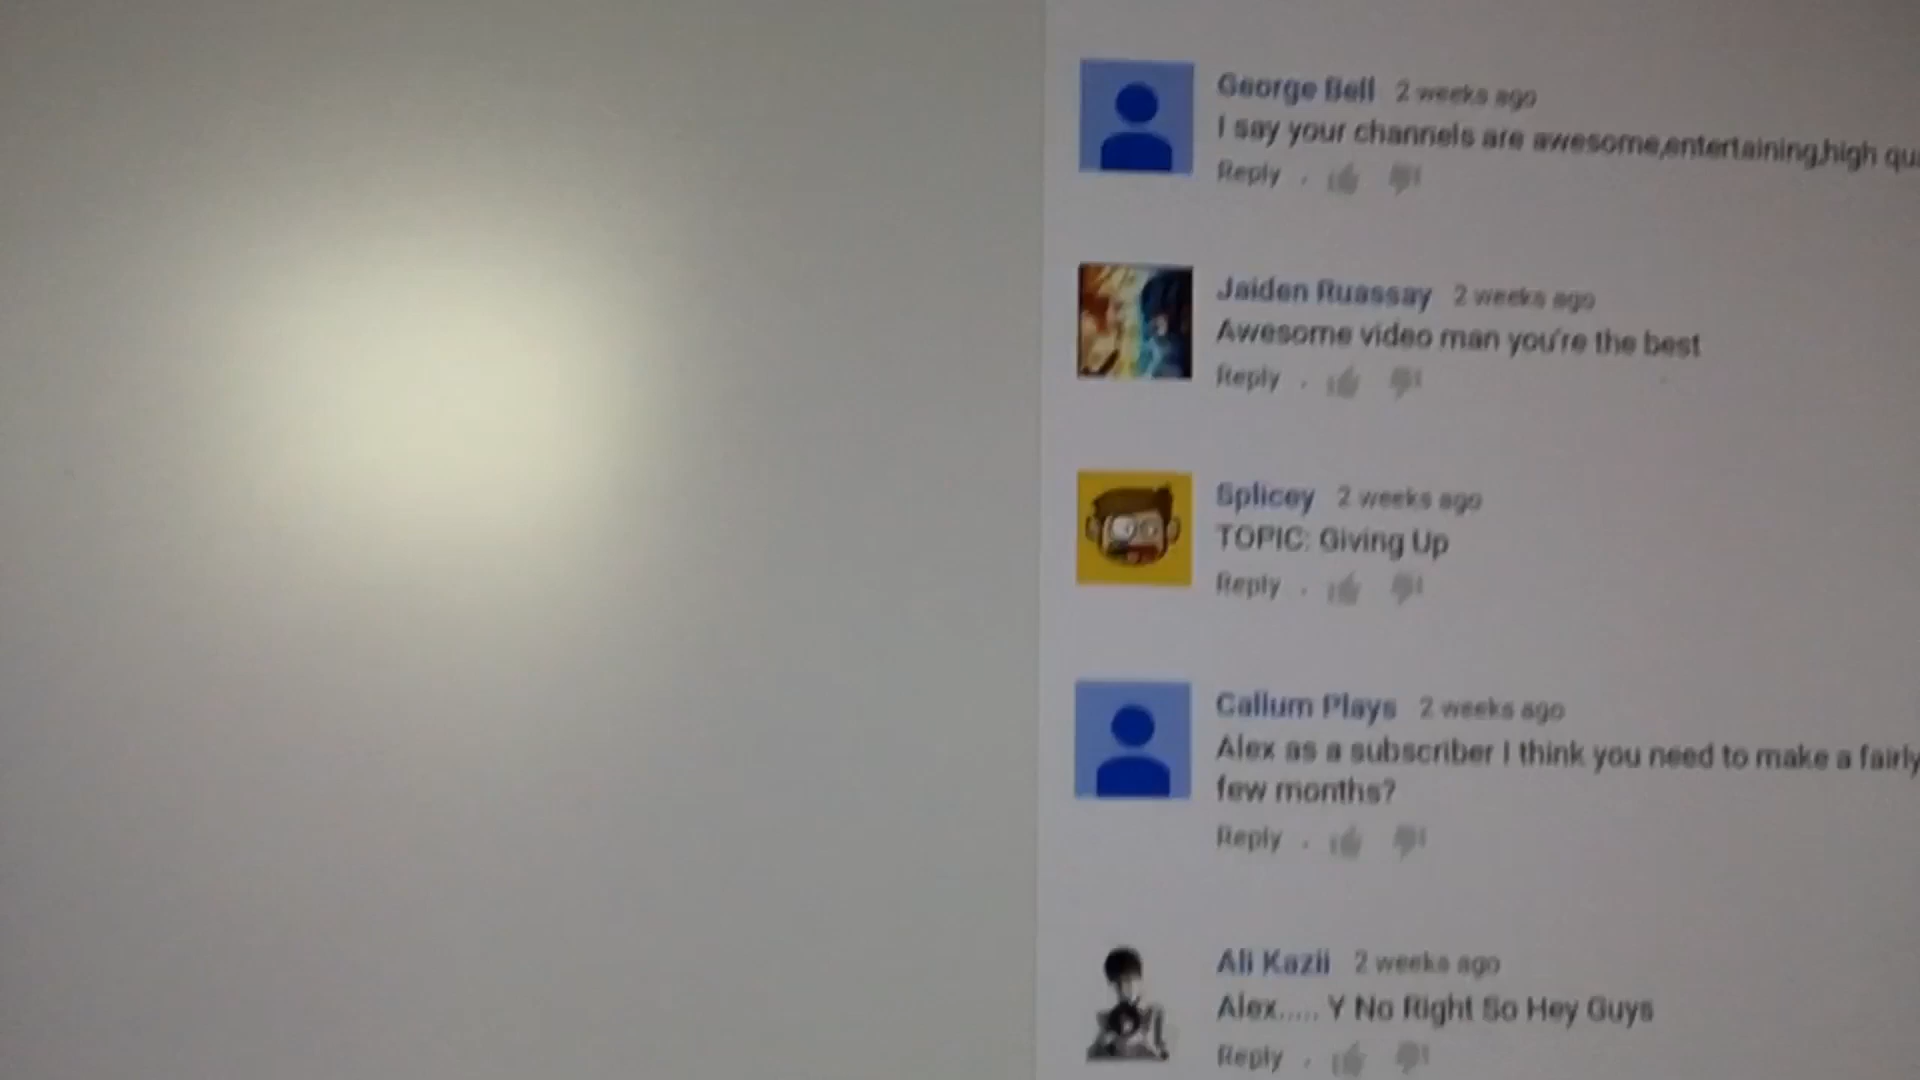 George Bell 2 weeks ago
I say your channels are awesome,entertaining,high
Reply
Jaiden Ruassay 2 weeks ago
Awesome video man you're the best
Reply
Splicey 2 weeks ago
TOPIC: Giving Up
Reply
Callum Plays 2 weeks ago
Alex as a subscriber I think you need to make a fairly
few months?
Reply
Ali Kazii 2 weeks ago
Alex..... Y No Right So Hey Guys
Reply